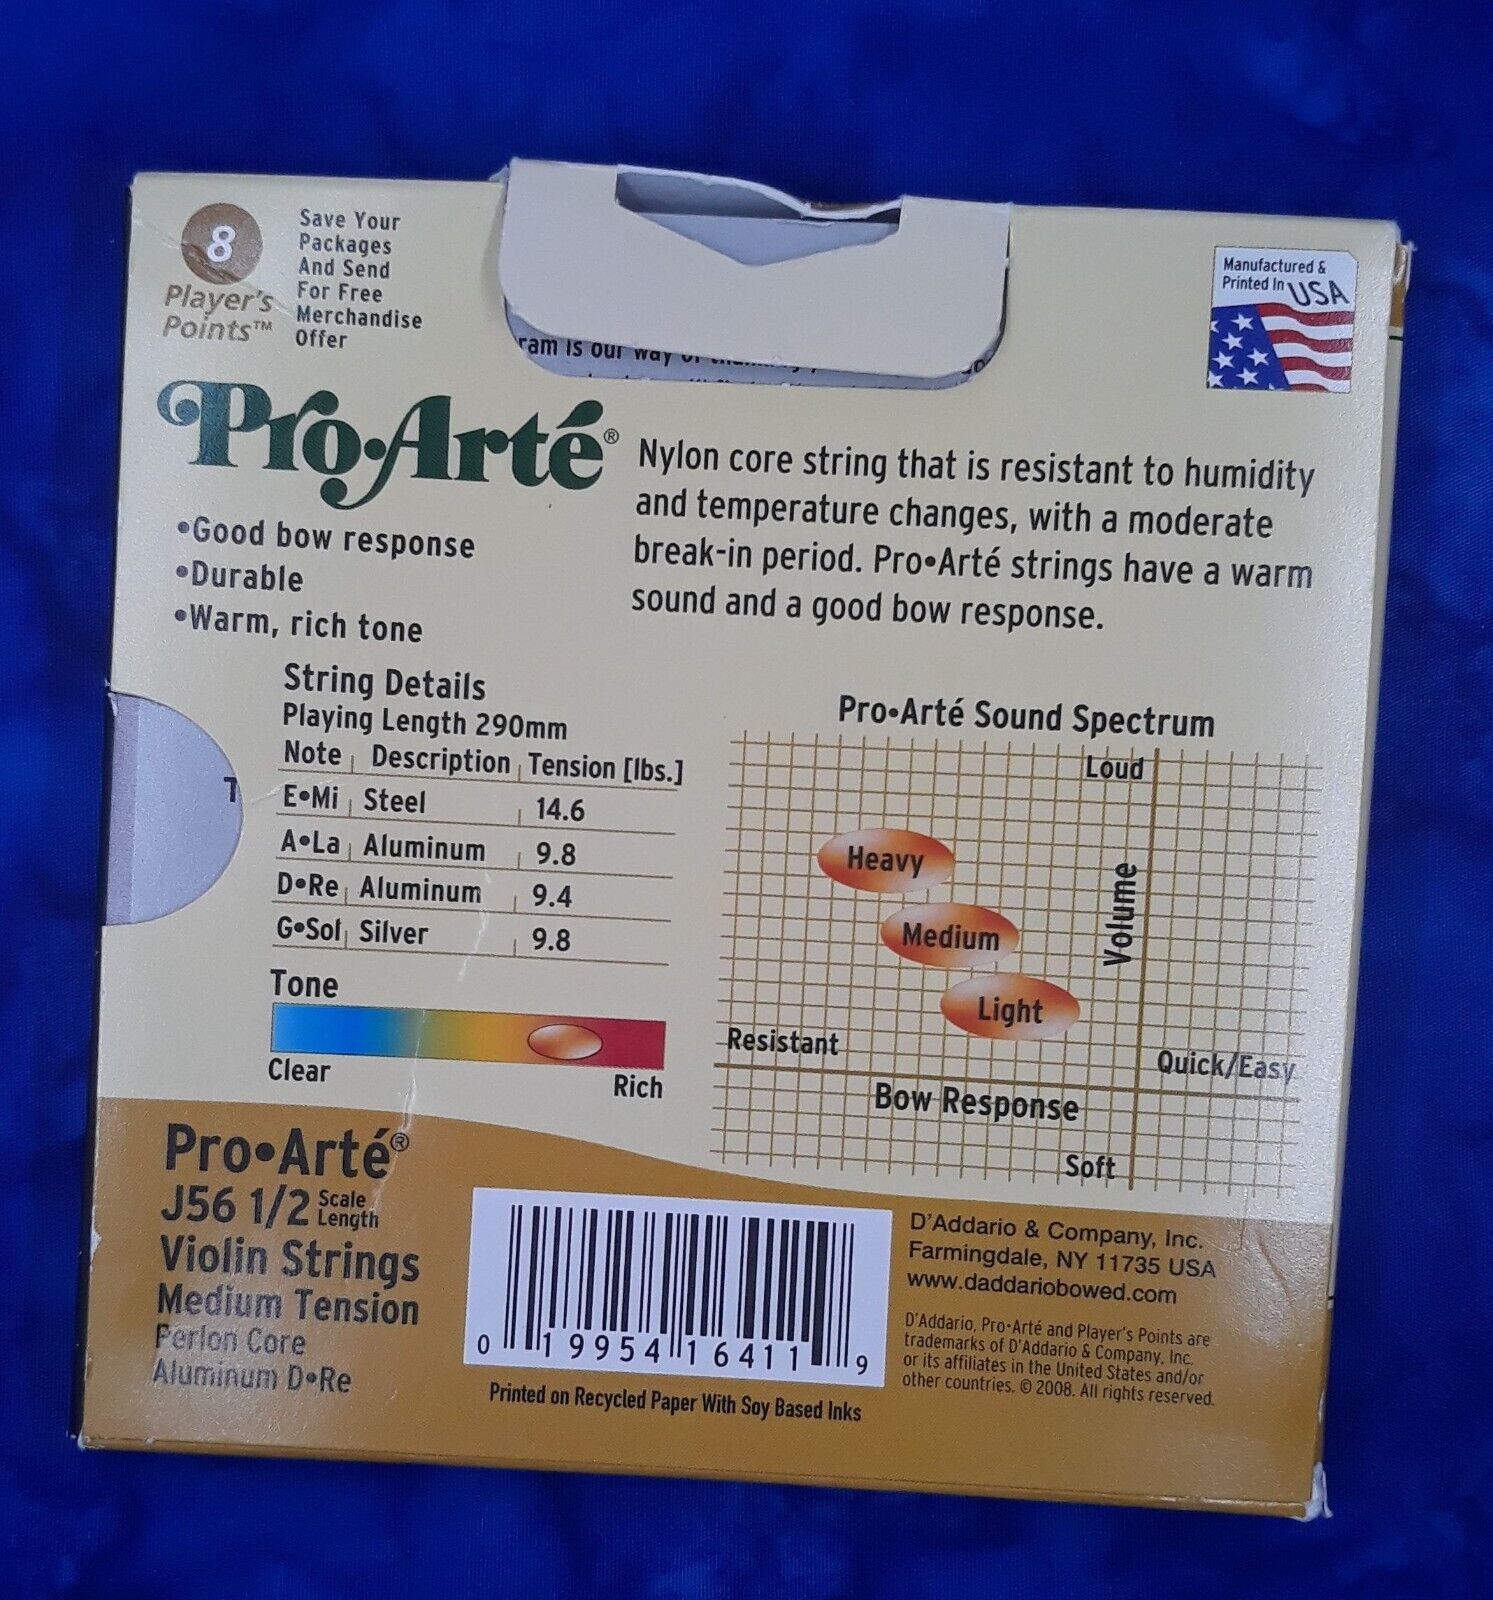 8
Player's
Points™
Save Your
Packages
And Send
For Free
Merchandise
Offer
ram is our way of
Manufactured &
Printed In USA
Pro•Arté®
•Good bow response
•Durable
•Warm, rich tone
Nylon core string that is resistant to humidity
and temperature changes, with a moderate
break-in period. Pro•Arté strings have a warm
sound and a good bow response.
String Details
Playing Length 290mm
Note Description Tension [lbs.]
E•Mi Steel 14.6
A•La Aluminum 9.8
D•Re Aluminum 9.4
G•Sol Silver 9.8
T
Tone
Clear
Rich
Pro•Arté Sound Spectrum
Loud
Heavy
Medium
Light
Volume
Resistant
Quick/Easy
Bow Response
Soft
Pro•Arté®
J56 1/2 Scale Length
Violin Strings
Medium Tension
Perlon Core
Aluminum D•Re
0 19954 16411 9
Printed on Recycled Paper With Soy Based Inks
D'Addario & Company, Inc.
Farmingdale, NY 11735 USA
www.daddariobowed.com
D'Addario, Pro•Arté and Player's Points are
trademarks of D'Addario & Company, Inc.
or its affiliates in the United States and/or
other countries. © 2008. All rights reserved.